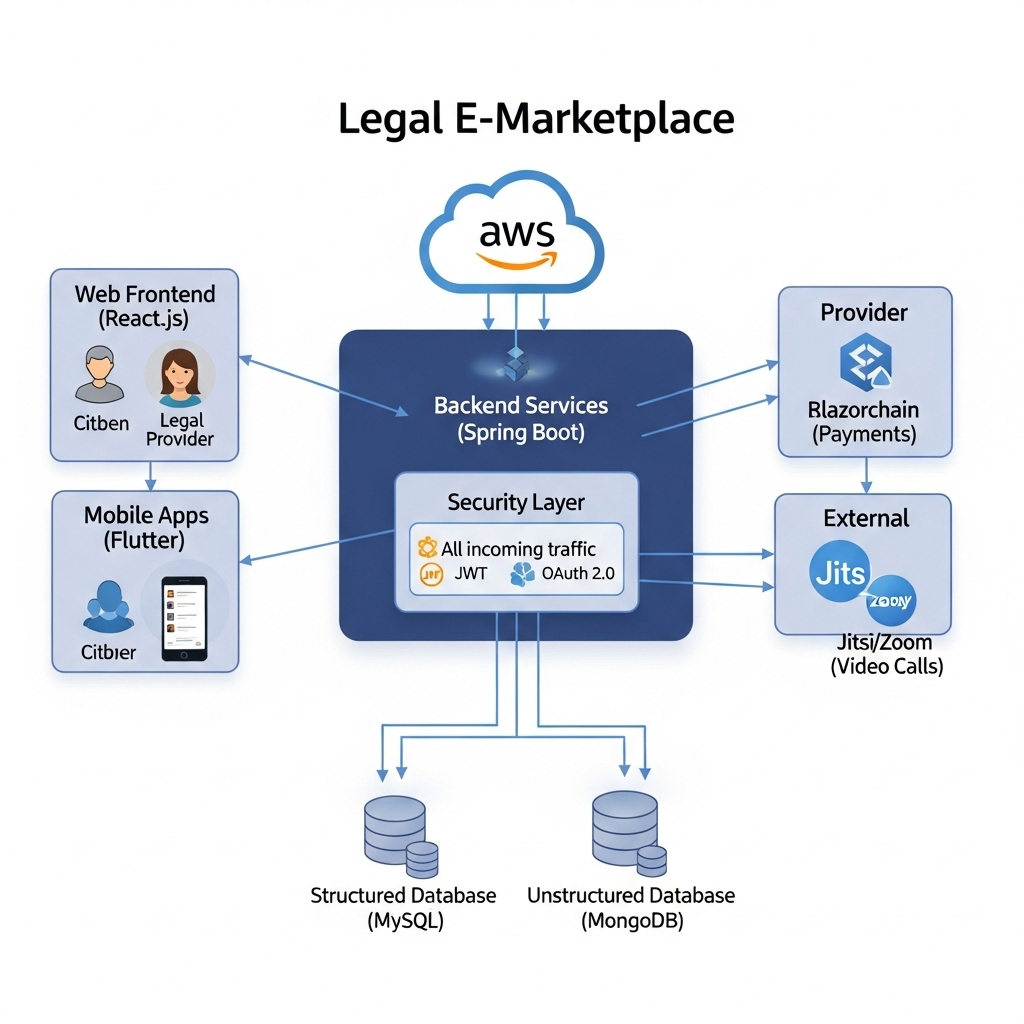 Legal E-Marketplace
aws
Web Frontend
(React.js)
Citben
Legal
Provider
Mobile Apps
(Flutter)
Citbıer
Backend Services
(Spring Boot)
Security Layer
All incoming traffic
JWT
OAuth 2.0
Provider
Blazorchain
(Payments)
External
Jits
Jitsi/Zoom
(Video Calls)
Structured Database
(MySQL)
Unstructured Database
(MongoDB)